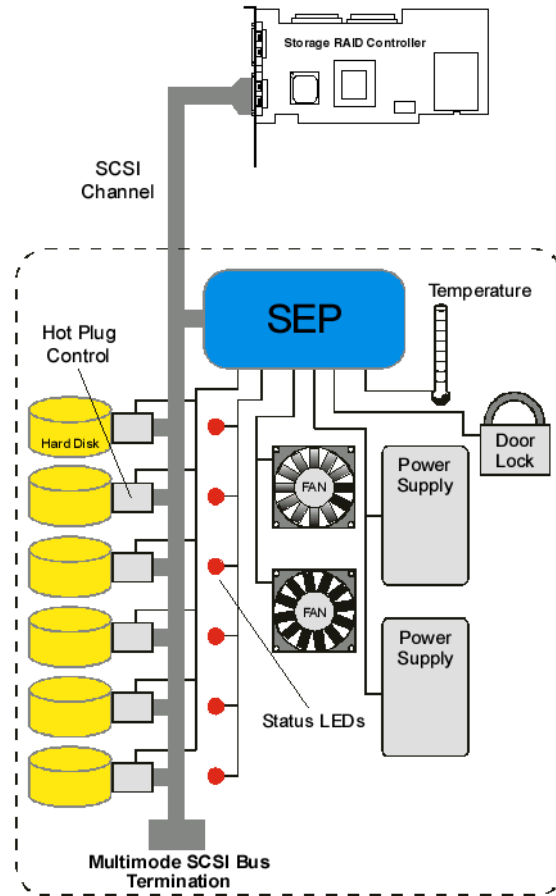 Storage RAID Controller
SCSI
Channel
SEP
Temperature
Hot Plug
Control
Hard Disk
Door
Lock
Power
Supply
FAN
FAN
Power
Supply
Status LEDs
Multimode SCSI Bus
Termination